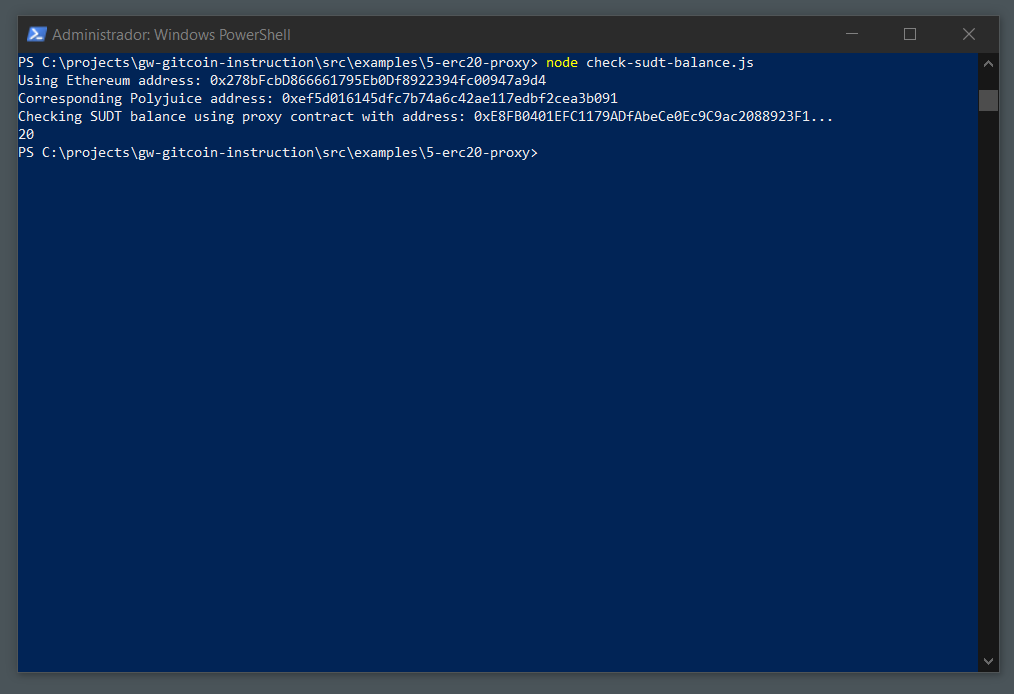 Administrador: Windows PowerShell
PS C:\projects\gw-gitcoin-instruction\src\examples\5-erc20-proxy> node check-sudt-balance.js
Using Ethereum address: 0x278bFcbD866661795Eb0Df8922394fc00947a9d4
Corresponding Polyjuice address: 0xef5d016145dfc7b74a6c42ae117edbf2cea3b091
Checking SUDT balance using proxy contract with address: 0xE8FB0401EFC1179ADfAbeCe0Ec9C9ac2088923F1...
20
PS C:\projects\gw-gitcoin-instruction\src\examples\5-erc20-proxy>